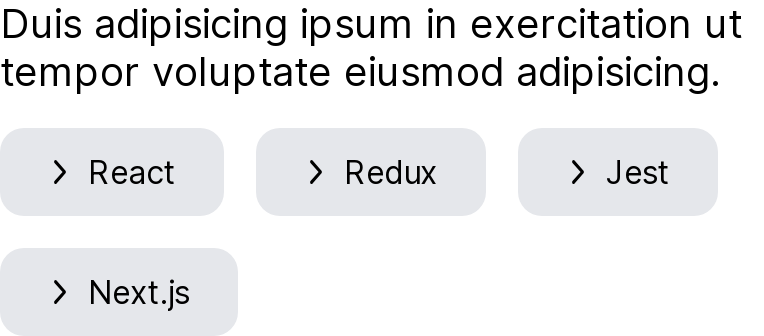 Duis adipisicing ipsum in exercitation ut
tempor voluptate eiusmod adipisicing.
React Redux Jest
Next.js